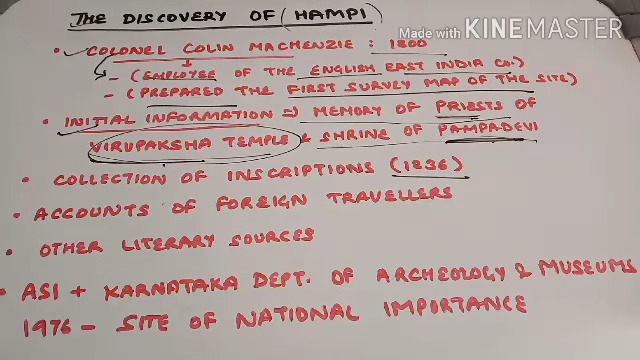 THE DISCOVERY OF (HAMPI)
Made with KINEMASTER
• COLONEL COLIN MACKENZIE : 1800
- (EMPLOYEE OF THE ENGLISH EAST INDIA CO.)
- (PREPARED THE FIRST SURVEY MAP OF THE SITE)
• INITIAL INFORMATION => MEMORY OF PRIESTS OF
VIRUPAKSHA TEMPLE & SHRINE OF PAMPADEVI
• COLLECTION OF INSCRIPTIONS (1836)
• ACCOUNTS OF FOREIGN TRAVELLERS
• OTHER LITERARY SOURCES
• ASI + KARNATAKA DEPT. OF ARCHEOLOGY & MUSEUMS
1976 - SITE OF NATIONAL IMPORTANCE